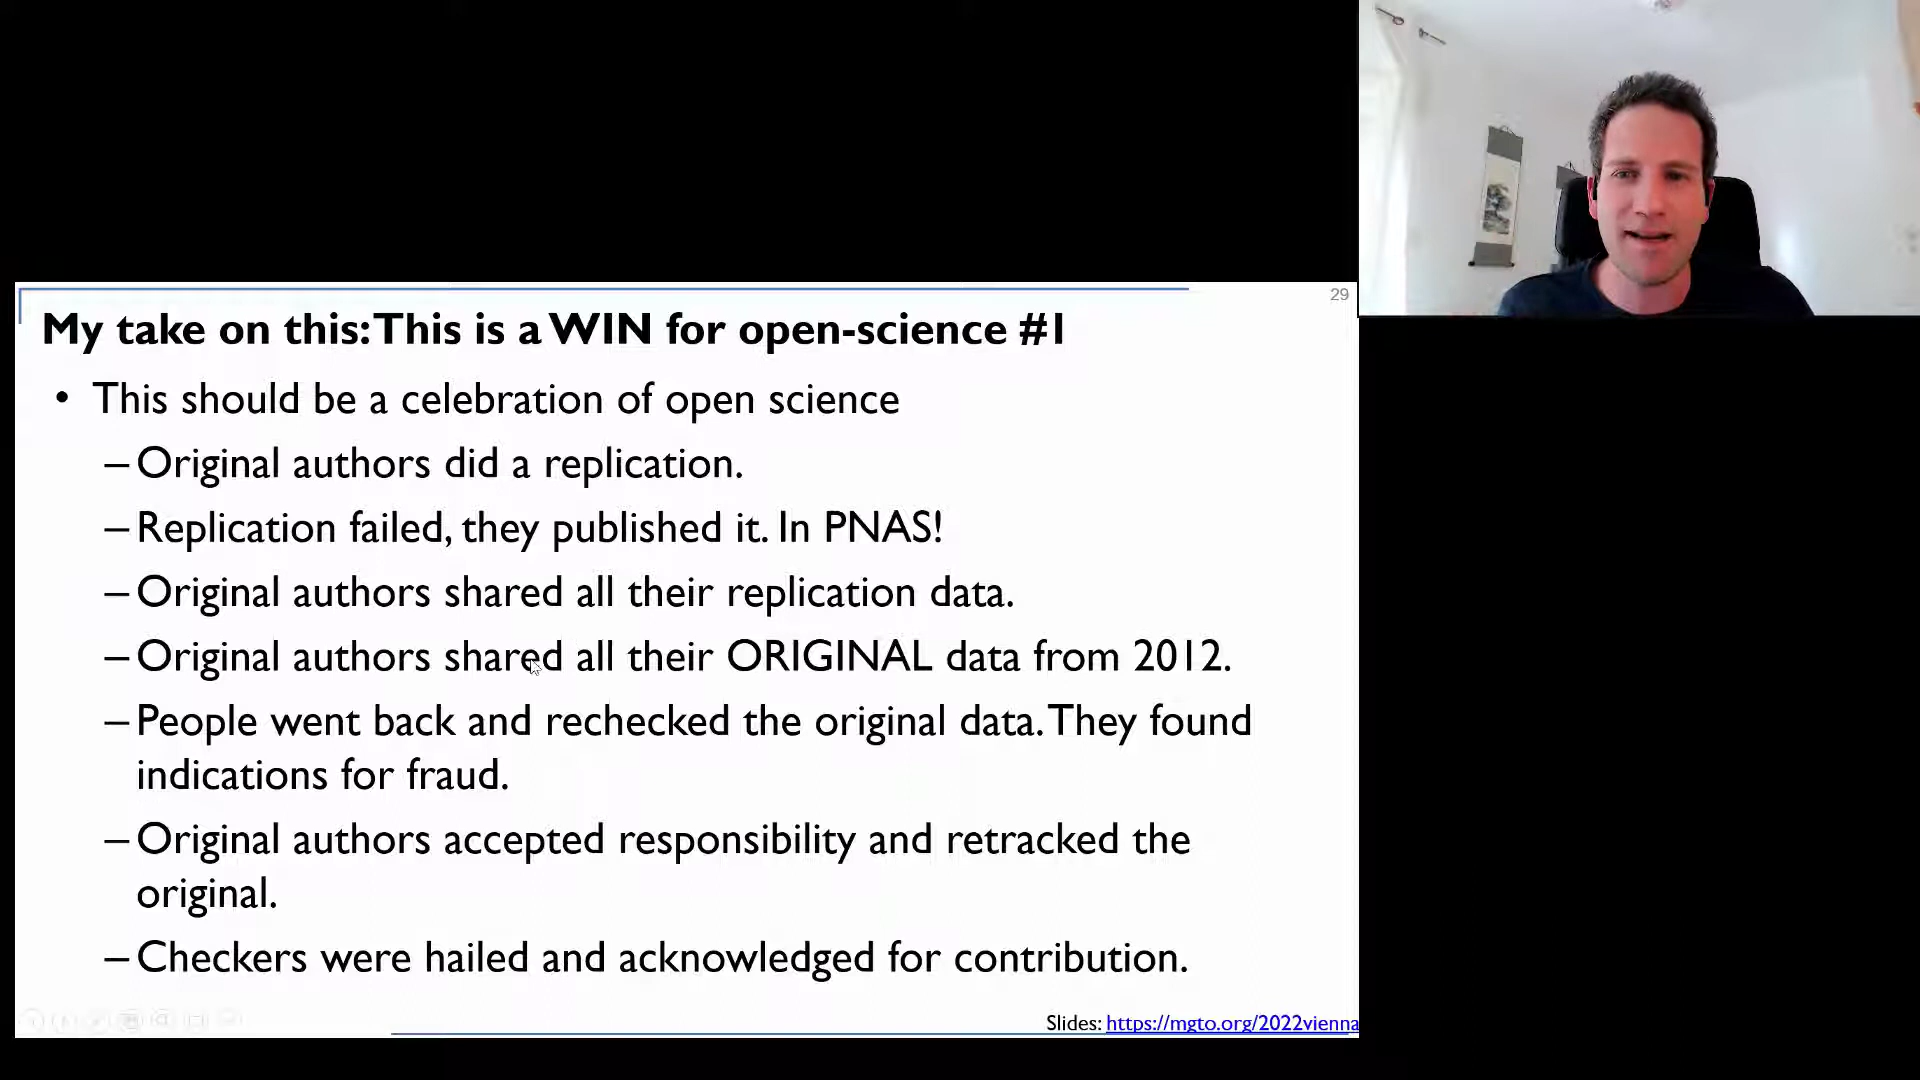 29
My take on this: This is a WIN for open-science #1
• This should be a celebration of open science
– Original authors did a replication.
– Replication failed, they published it. In PNAS!
– Original authors shared all their replication data.
– Original authors shared all their ORIGINAL data from 2012.
– People went back and rechecked the original data. They found
indications for fraud.
– Original authors accepted responsibility and retracked the
original.
– Checkers were hailed and acknowledged for contribution.
Slides: https://mgto.org/2022vienna